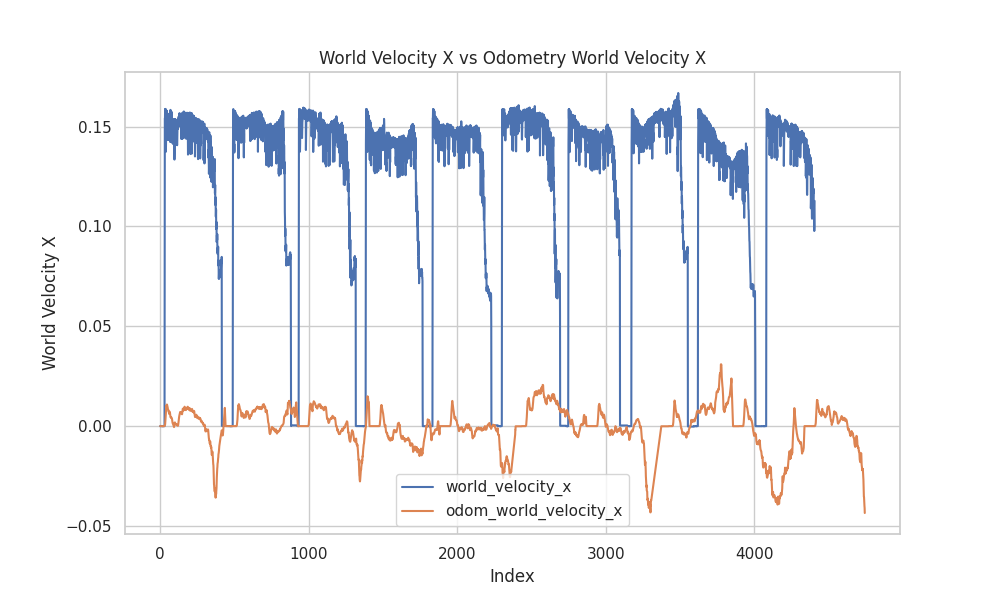 World Velocity X vs Odometry World Velocity X
World Velocity X
0.15
0.10
0.05
0.00
−0.05
world_velocity_x
odom_world_velocity_x
0
1000
2000
3000
4000
Index